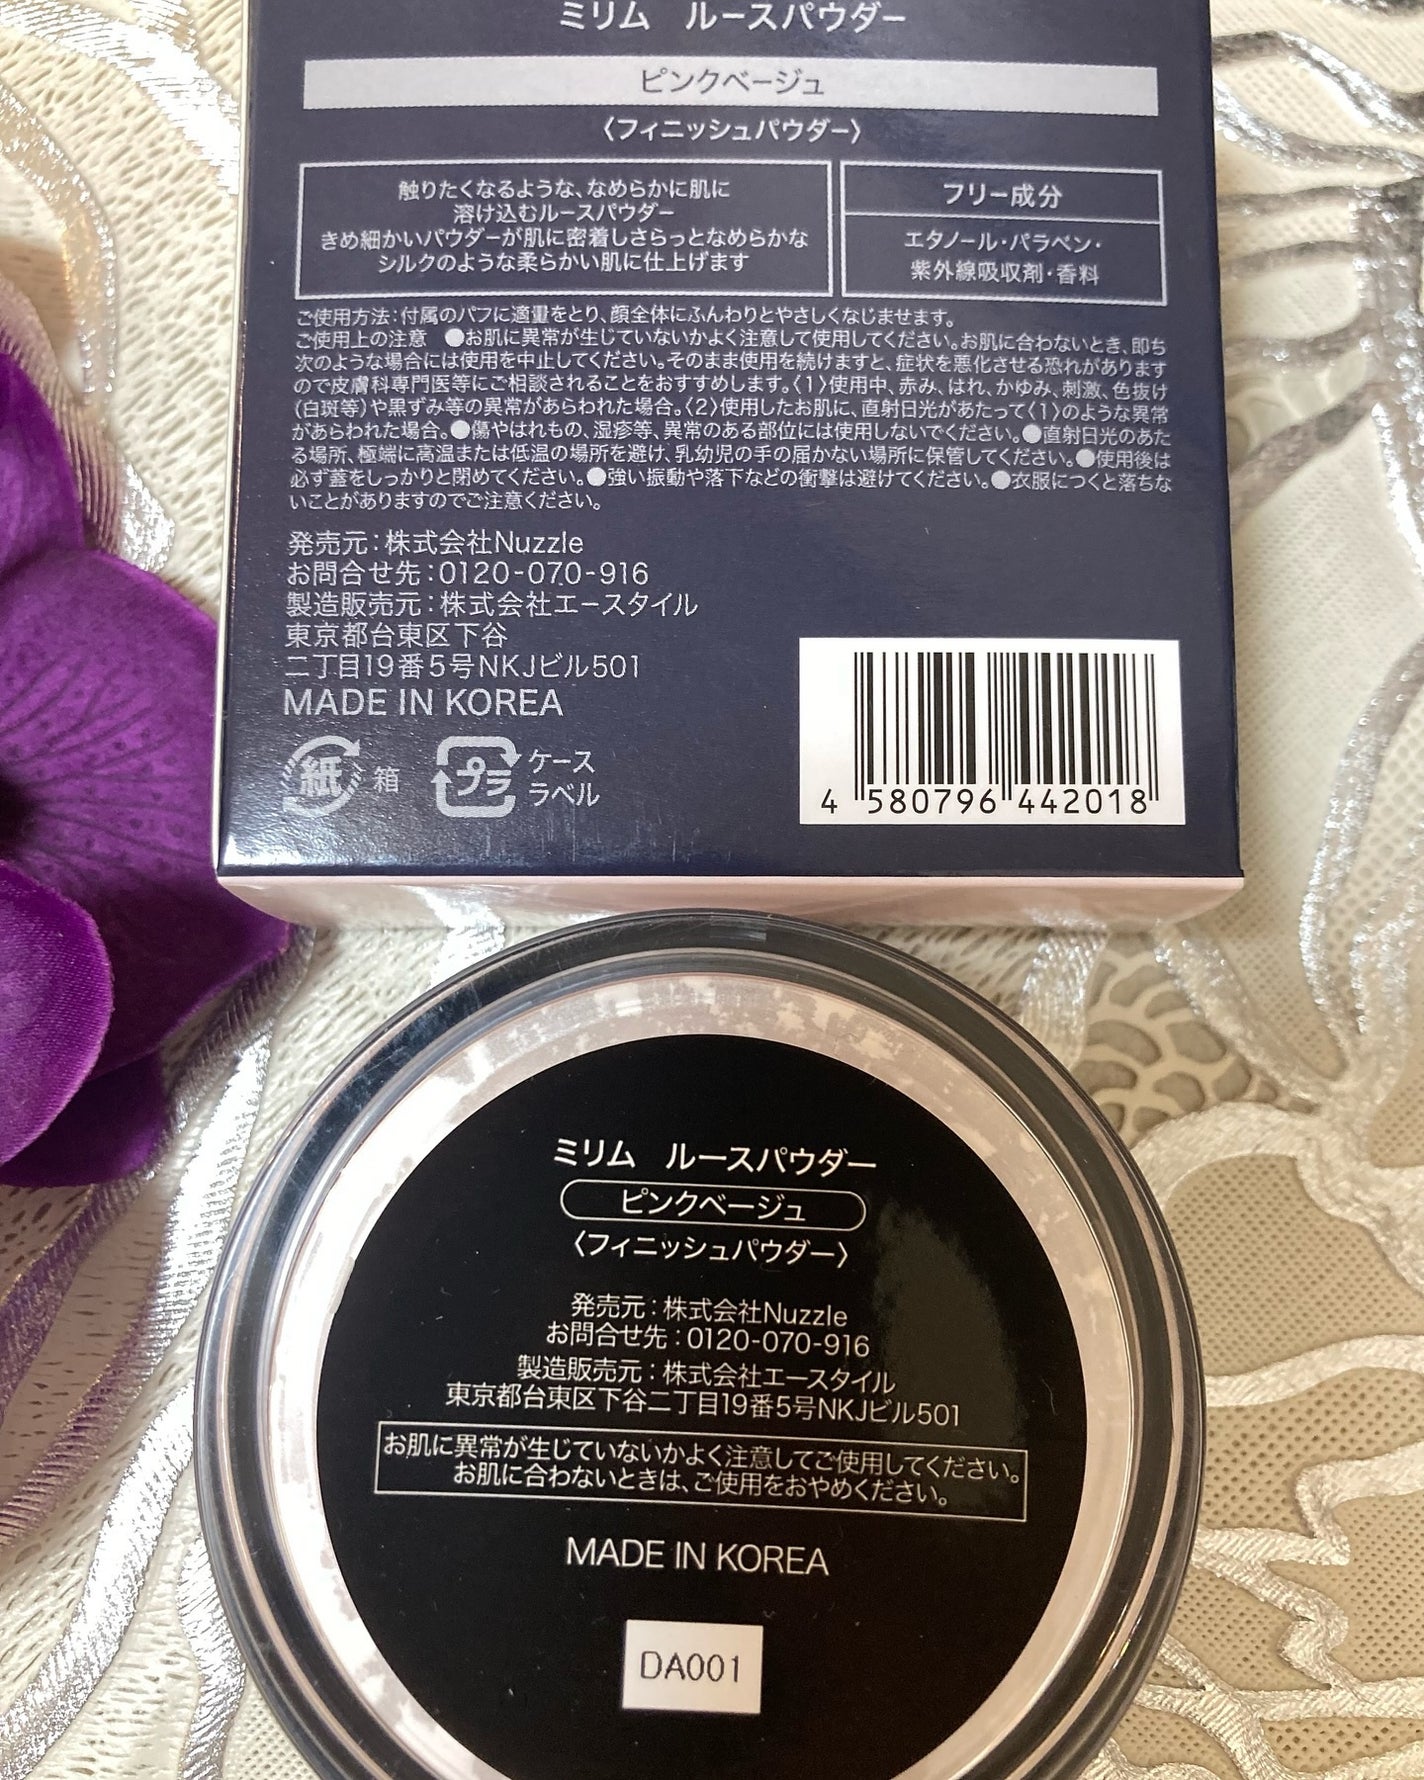 ミリム　ルースパウダー
ピンクベージュ
〈フィニッシュパウダー〉
触りたくなるような、なめらかに肌に
溶け込むルースパウダー
きめ細かいパウダーが肌に密着しさらっとなめらかな
シルクのような柔らかい肌に仕上げます
フリー成分
エタノール・パラベン・
紫外線吸収剤・香料
ご使用方法：付属のパフに適量をとり、顔全体にふんわりとやさしくなじませます。
ご使用上の注意　●お肌に異常が生じていないかよく注意して使用してください。お肌に合わないとき、即ち
次のような場合には使用を中止してください。そのまま使用を続けますと、症状を悪化させる恐れがあります
ので皮膚科専門医等にご相談されることをおすすめします。〈1〉使用中、赤み、はれ、かゆみ、刺激、色抜け
（白斑等）や黒ずみ等の異常があらわれた場合。〈2〉使用したお肌に、直射日光があたって〈1〉のような異常
があらわれた場合。●傷やはれもの、湿疹等、異常のある部位には使用しないでください。●直射日光のあた
る場所、極端に高温または低温の場所を避け、乳幼児の手の届かない場所に保管してください。●使用後は
必ず蓋をしっかりと閉めてください。●強い振動や落下などの衝撃は避けてください。●衣服につくと落ちな
いことがありますのでご注意ください。
発売元：株式会社Nuzzle
お問合せ先：0120-070-916
製造販売元：株式会社エースタイル
東京都台東区下谷
二丁目19番5号NKJビル501
MADE IN KOREA
紙 箱
プラ ケース
ラベル
4 580796 442018
ミリム　ルースパウダー
ピンクベージュ
〈フィニッシュパウダー〉
発売元：株式会社Nuzzle
お問合せ先：0120-070-916
製造販売元：株式会社エースタイル
東京都台東区下谷二丁目19番5号NKJビル501
お肌に異常が生じていないかよく注意してご使用してください。
お肌に合わないときは、ご使用をおやめください。
MADE IN KOREA
DA001